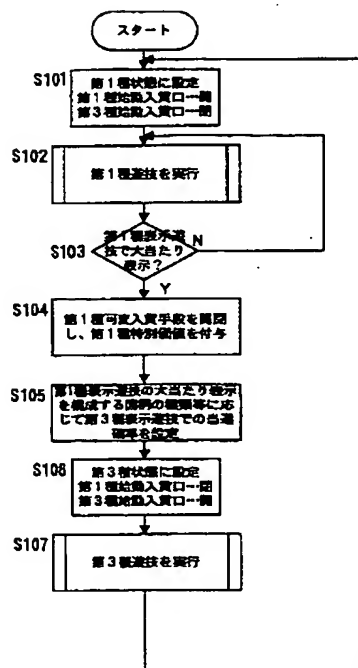 スタート
S101
第1種状態に設定
第1種始動入賞口…開
第3種始動入賞口…閉
S102
第1種遊技を実行
S103
第1種表示遊
技で大当たり
表示?
N
Y
S104
第1種可変入賞手段を開閉
し、第1種特別価値を付与
S105
第1種表示遊技の大当たり表示
を構成する図柄の種類等に応
じて第3種表示遊技での当選
確率を設定
S106
第3種状態に設定
第1種始動入賞口…閉
第3種始動入賞口…開
S107
第3種遊技を実行